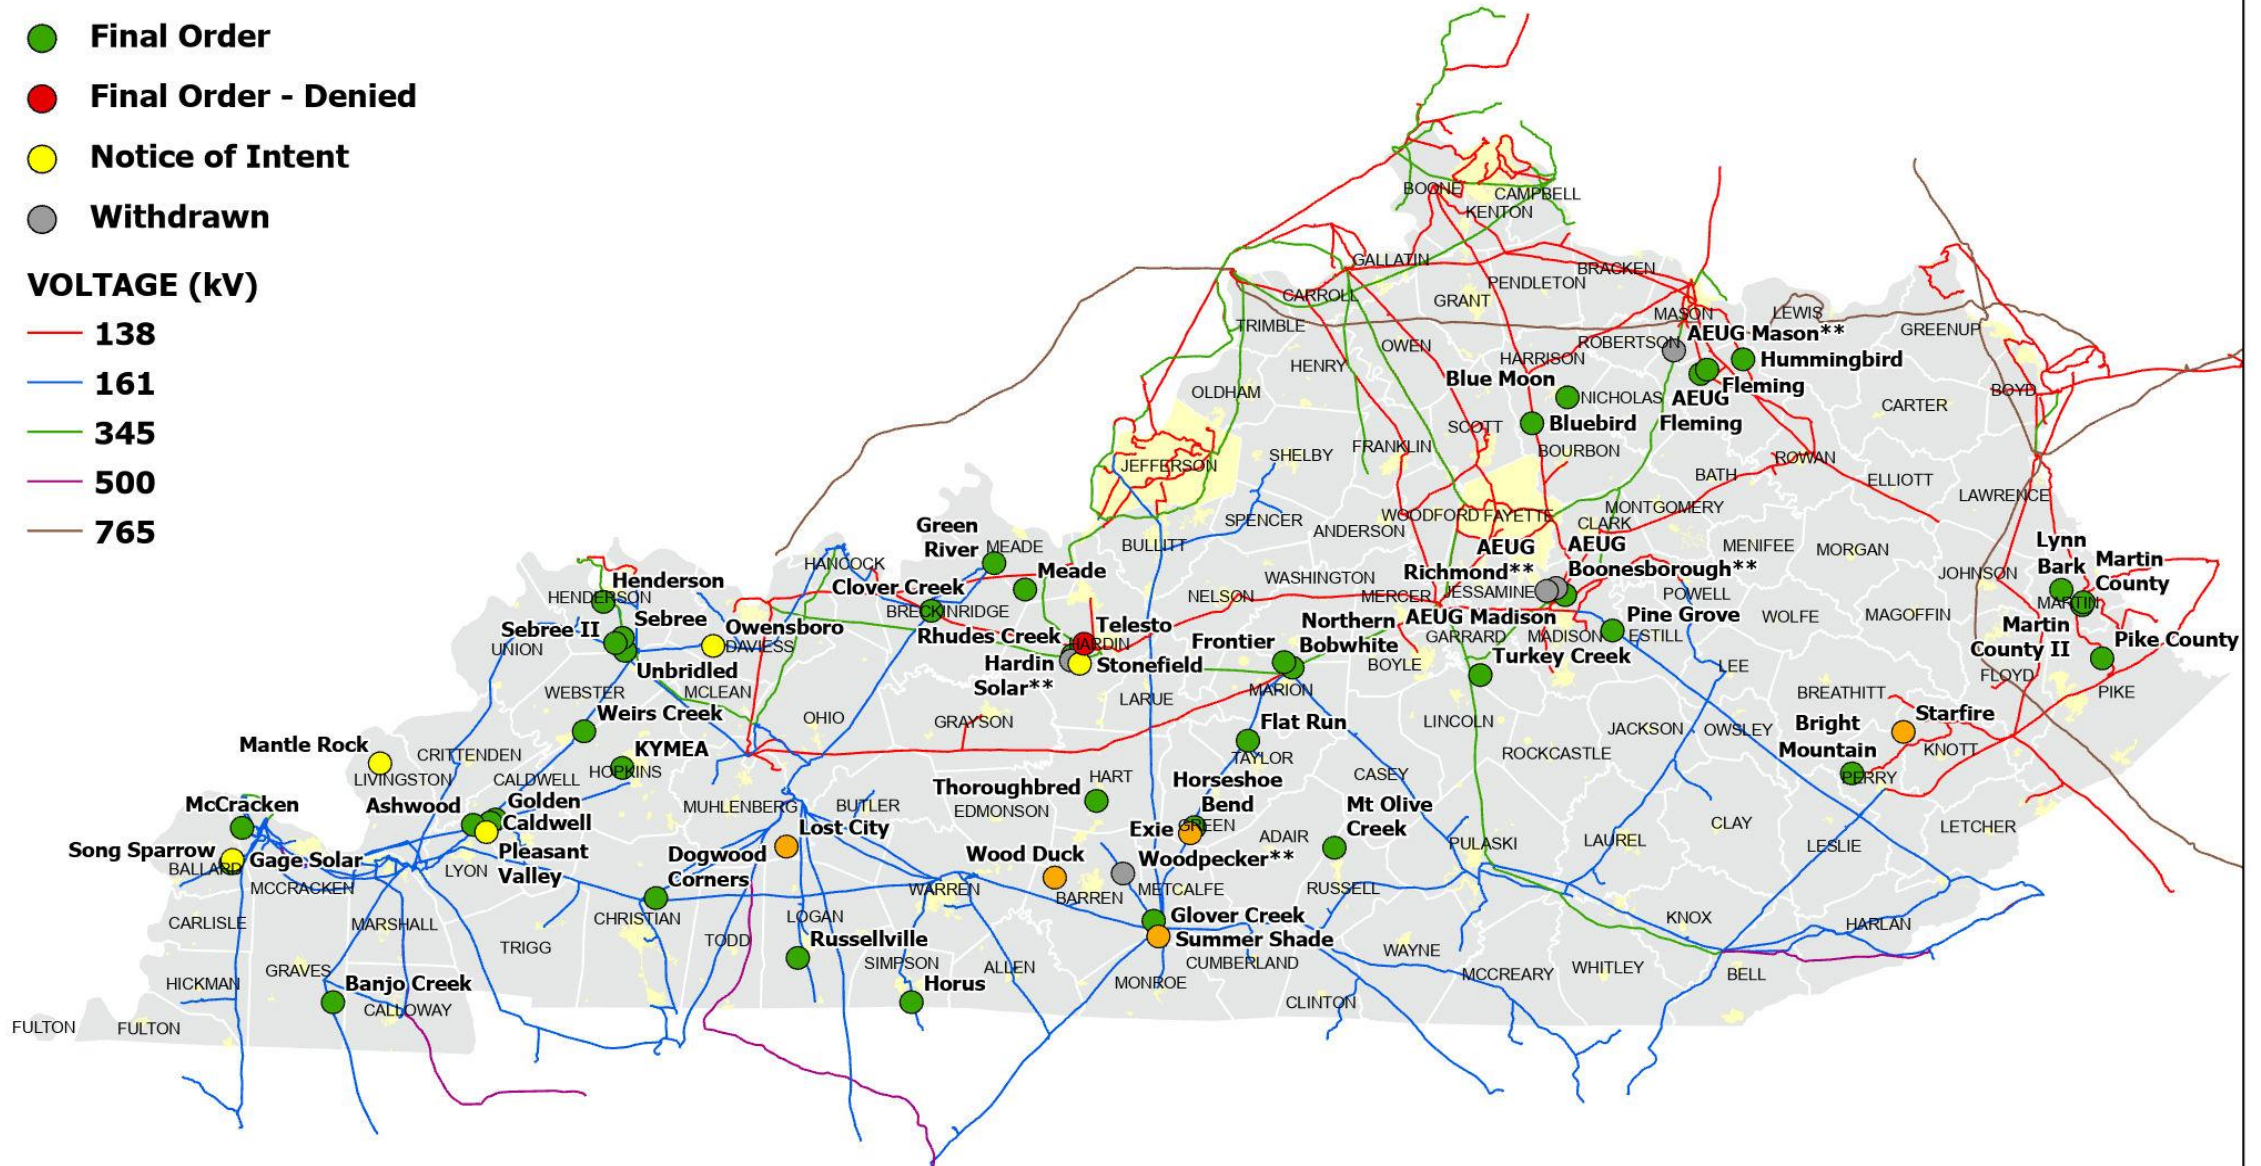 Final Order
Final Order - Denied
Notice of Intent
Withdrawn
VOLTAGE (kV)
138
161
345
500
765
BOONE
CAMPBELL
KENTON
GALLATIN
BRACKEN
PENDLETON
CARROLL
GRANT
TRIMBLE
MASON
LEWIS
GREENUP
AEUG Mason**
ROBERTSON
OWEN
HARRISON
Hummingbird
HENRY
Blue Moon
Fleming
OLDHAM
NICHOLAS
AEUG
Fleming
BOYD
CARTER
Bluebird
SCOTT
FRANKLIN
BOURBON
SHELBY
JEFFERSON
ROWAN
BATH
ELLIOTT
LAWRENCE
MONTGOMERY
WOODFORD
FAYETTE
CLARK
SPENCER
ANDERSON
Green
River
MEADE
BULLITT
AEUG
Richmond**
AEUG
Boonesborough**
MENIFEE
MORGAN
Lynn
Bark
Martin
County
HANCOCK
Meade
WASHINGTON
JOHNSON
Henderson
HENDERSON
Clover Creek
BRECKINRIDGE
NELSON
MERCER
JESSAMINE
POWELL
MARTIN
WOLFE
MAGOFFIN
Sebree
Sebree II
Owensboro
Rhudes Creek
Telesto
HARDIN
Frontier
Northern
Bobwhite
AEUG Madison
Pine Grove
Martin
County II
Pike County
UNION
DAVIESS
GARRARD
MADISON
ESTILL
Unbridled
Hardin
Solar**
Stonefield
BOYLE
Turkey Creek
LEE
FLOYD
WEBSTER
MCLEAN
LARUE
MARION
BREATHITT
PIKE
Weirs Creek
OHIO
GRAYSON
Flat Run
LINCOLN
JACKSON
OWSLEY
Bright
Mountain
Starfire
Mantle Rock
CRITTENDEN
KYMEA
TAYLOR
ROCKCASTLE
KNOTT
LIVINGSTON
CALDWELL
HOPKINS
HART
CASEY
PERRY
Thoroughbred
Horseshoe
Bend
McCracken
Ashwood
Golden
Caldwell
MUHLENBERG
BUTLER
EDMONSON
Mt Olive
Creek
Lost City
Exie
GREEN
ADAIR
CLAY
LETCHER
PULASKI
LAUREL
LESLIE
Song Sparrow
Gage Solar
Pleasant
Valley
Dogwood
Corners
Wood Duck
Woodpecker**
BALLARD
LYON
MCCRACKEN
WARREN
BARREN
METCALFE
RUSSELL
CARLISLE
MARSHALL
CHRISTIAN
LOGAN
Glover Creek
KNOX
HARLAN
TRIGG
TODD
Russellville
Summer Shade
SIMPSON
CUMBERLAND
WAYNE
GRAVES
ALLEN
MCCREARY
WHITLEY
BELL
HICKMAN
Banjo Creek
Horus
MONROE
CALLOWAY
CLINTON
FULTON
FULTON